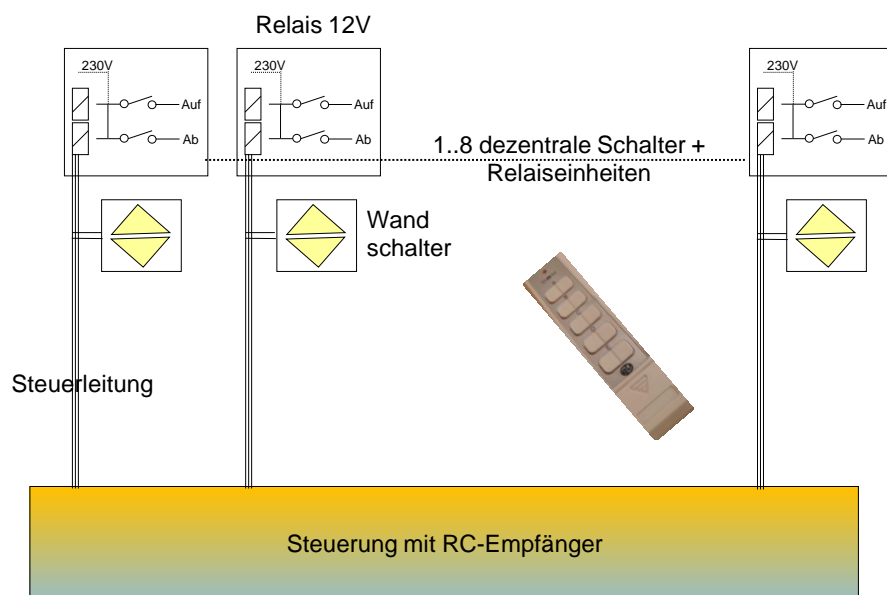 Relais 12V
230V
Auf
Ab
230V
Auf
Ab
230V
Auf
Ab
1..8 dezentrale Schalter +
Relaiseinheiten
Wand
schalter
Steuerleitung
Steuerung mit RC-Empfänger